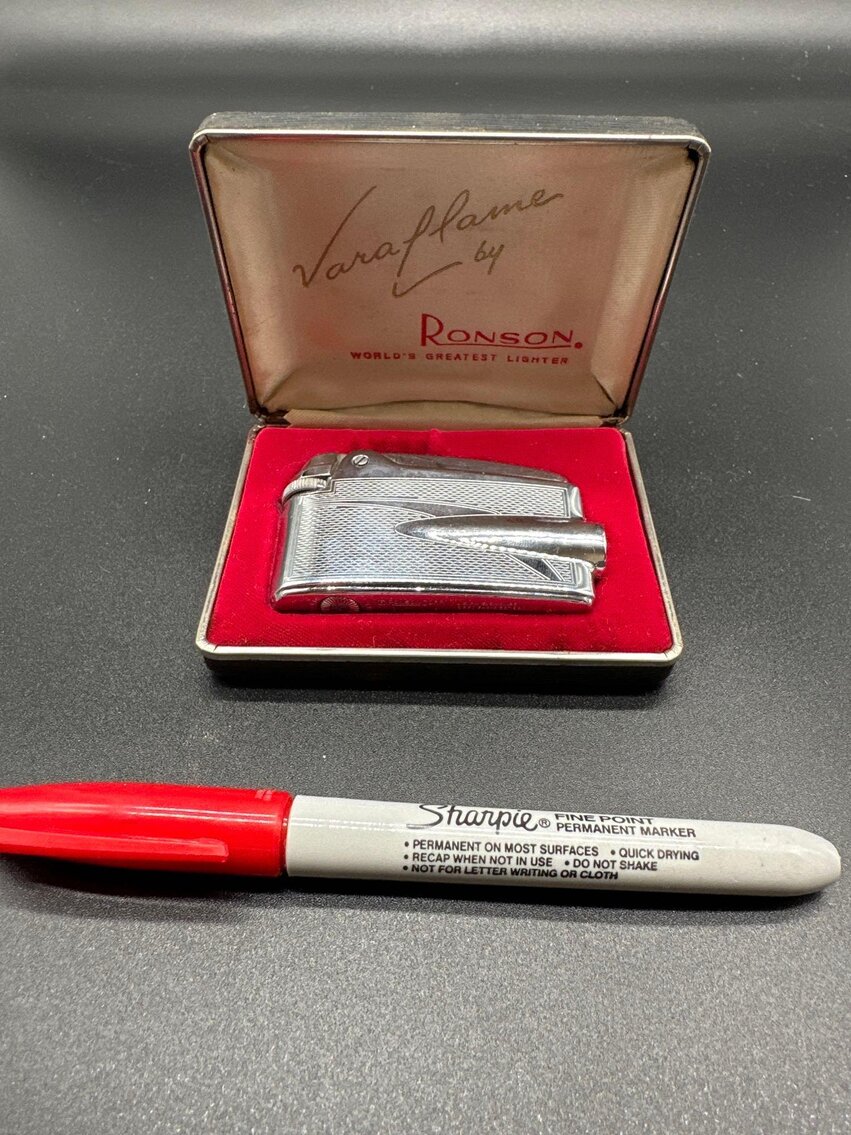 Varaflame
by
RONSON.
WORLD'S GREATEST LIGHTER
Sharpie® FINE POINT
PERMANENT MARKER
• PERMANENT ON MOST SURFACES • QUICK DRYING
• RECAP WHEN NOT IN USE • DO NOT SHAKE
• NOT FOR LETTER WRITING OR CLOTH